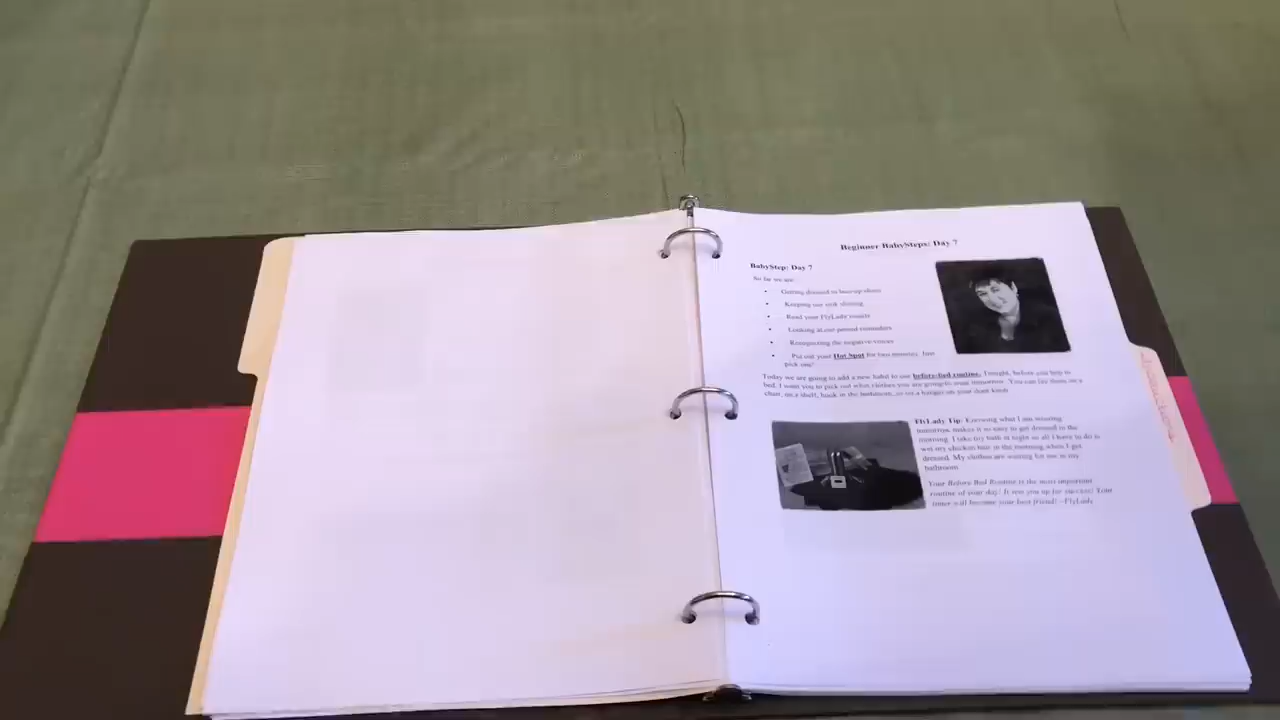 Beginner BabySteps: Day 7
BabyStep: Day 7
So far we are:
• Getting dressed to lace-up shoes
• Keeping our sink shining
• Read your FlyLady emails
• Looking at our posted reminders
• Recognizing the negative voices
• Put out your Hot Spot for two minutes. Just
pick one!
Today we are going to add a new habit to our before-bed routine. Tonight, before you hop in
bed, I want you to pick out what clothes you are going to wear tomorrow. You can lay them on a
chair, on a shelf, hook in the bathroom, or on a hanger on your door knob
FlyLady Tip: Knowing what I am wearing
tomorrow, makes it so easy to get dressed in the
morning. I take my bath at night so all I have to do is
wet my chicken hair in the morning when I get
dressed. My clothes are waiting for me in my
bathroom
Your Before Bed Routine is the most important
routine of your day! It sets you up for success! Your
timer will become your best friend! ~FlyLady